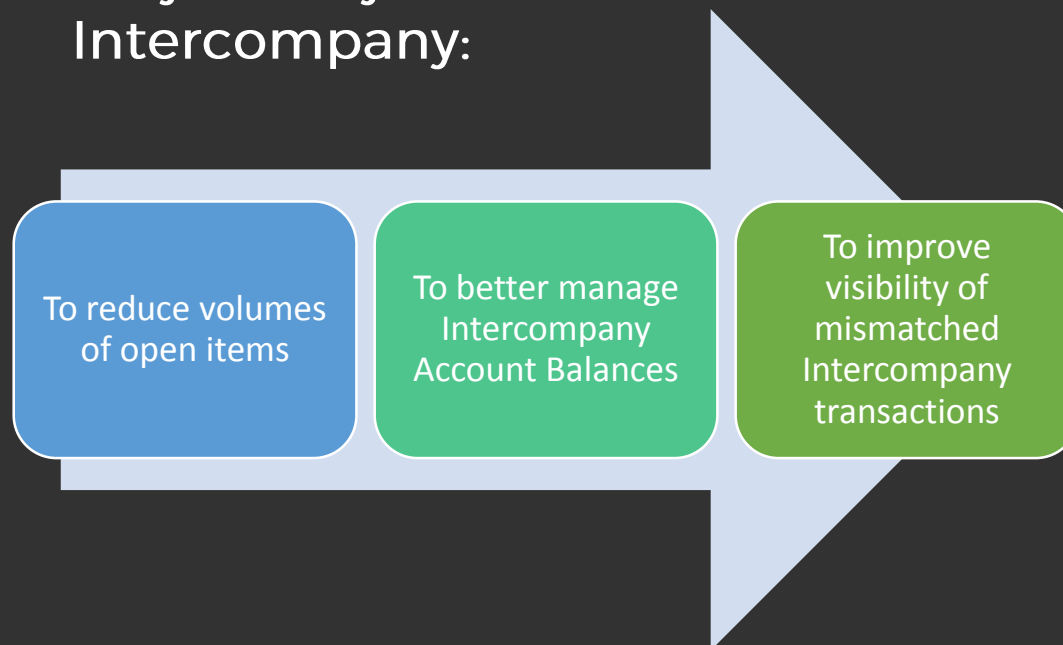 Intercompany:
To reduce volumes
of open items
To better manage
Intercompany
Account Balances
To improve
visibility of
mismatched
Intercompany
transactions